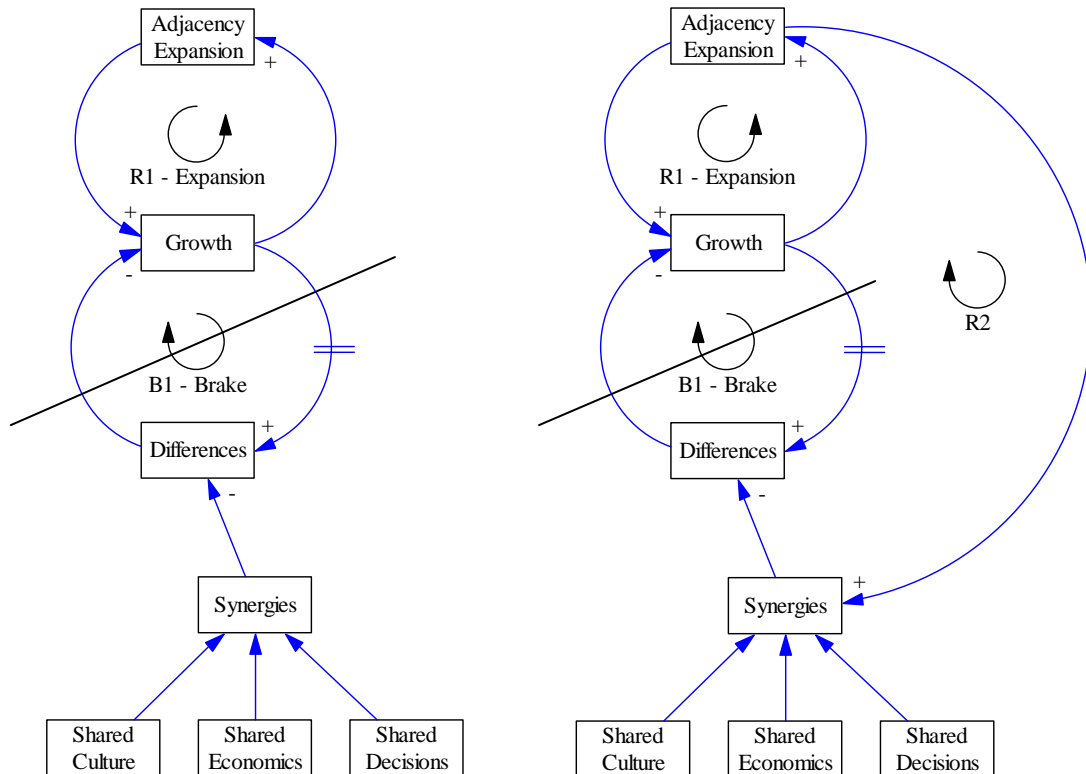 Adjacency
Expansion
+
R1 - Expansion
+
Growth
-
B1 - Brake
+
Differences
-
Synergies
Shared
Culture
Shared
Economics
Shared
Decisions
Adjacency
Expansion
+
R1 - Expansion
+
Growth
-
R2
B1 - Brake
+
Differences
-
+
Synergies
Shared
Culture
Shared
Economics
Shared
Decisions